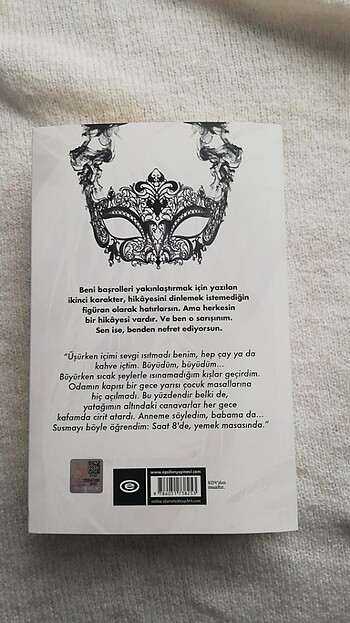 Beni başrolleri yakınlaştırmak için yazılan
ikinci karakter, hikâyesini dinlemek istemediğin
figüran olarak hatırlarsın. Ama herkesin
bir hikâyesi vardır. Ve ben o sarışınım.
Sen ise, benden nefret ediyorsun.
“Üşürken içimi sevgi ısıtmadı benim, hep çay ya da
kahve içtim. Büyüdüm, büyüdüm...
Büyürken sıcak şeylerle ısınamadığım kışlar geçirdim.
Odamın kapısı bir gece yarısı çocuk masallarına
hiç açılmadı. Bu yüzdendir belki de,
yatağımın altındaki canavarlar her gece
kafamda cirit atardı. Anneme söyledim, babama da...
Susmayı böyle öğrendim: Saat 8'de, yemek masasında.”
www.epsilonyayinevi.com
e
KDV'den
muaftır.